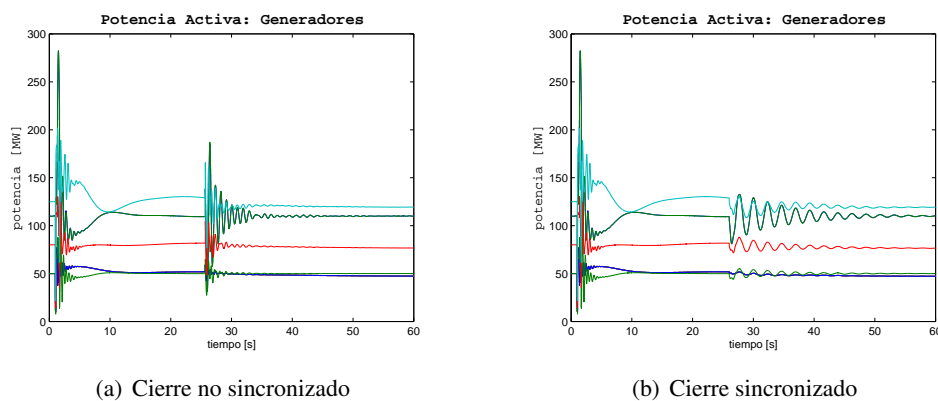 Potencia Activa: Generadores
300
250
200
150
100
50
0
potencia [MW]
0 10 20 30 40 50 60
tiempo [s]
(a) Cierre no sincronizado
Potencia Activa: Generadores
300
250
200
150
100
50
0
potencia [MW]
0 10 20 30 40 50 60
tiempo [s]
(b) Cierre sincronizado